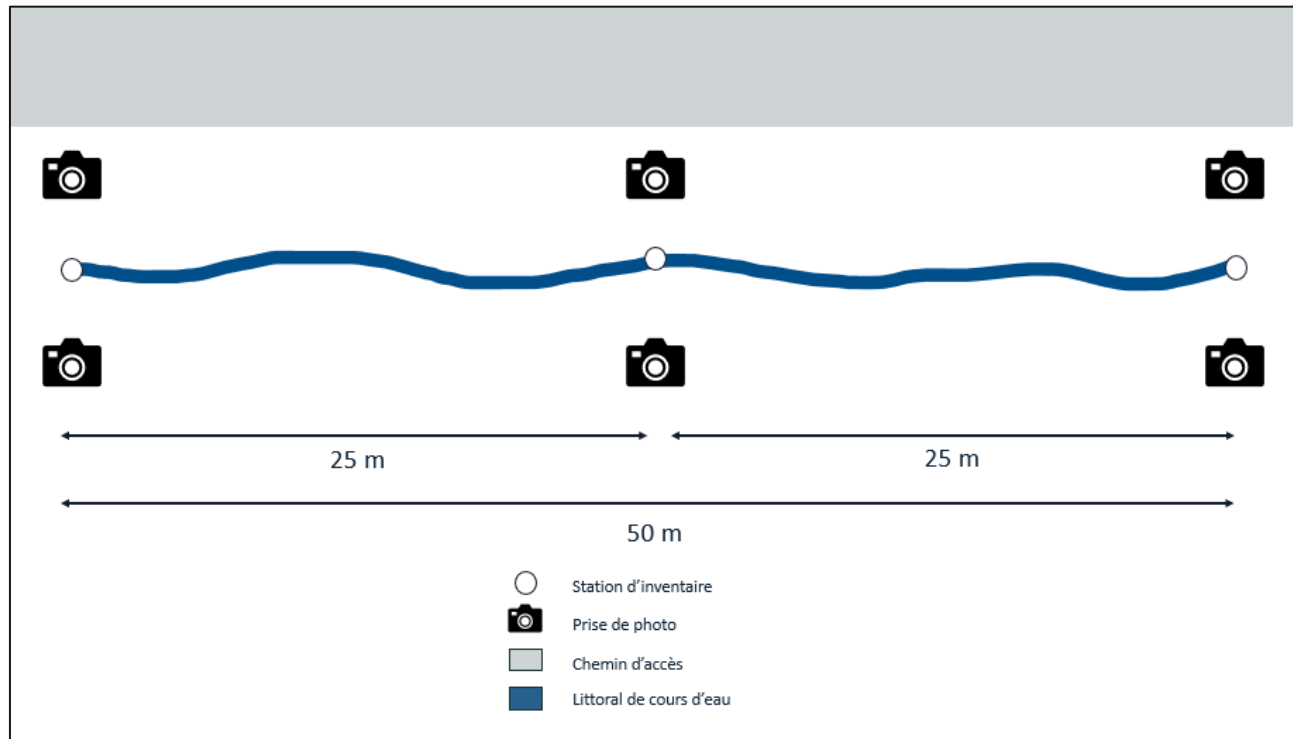 25 m
25 m
50 m
Station d'inventaire
Prise de photo
Chemin d'accès
Littoral de cours d'eau